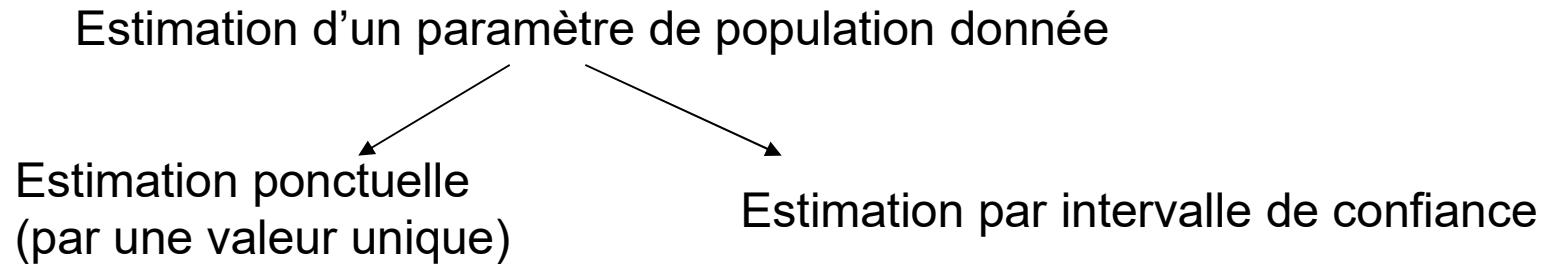 Estimation d’un paramètre de population donnée
Estimation ponctuelle
(par une valeur unique)
Estimation par intervalle de confiance